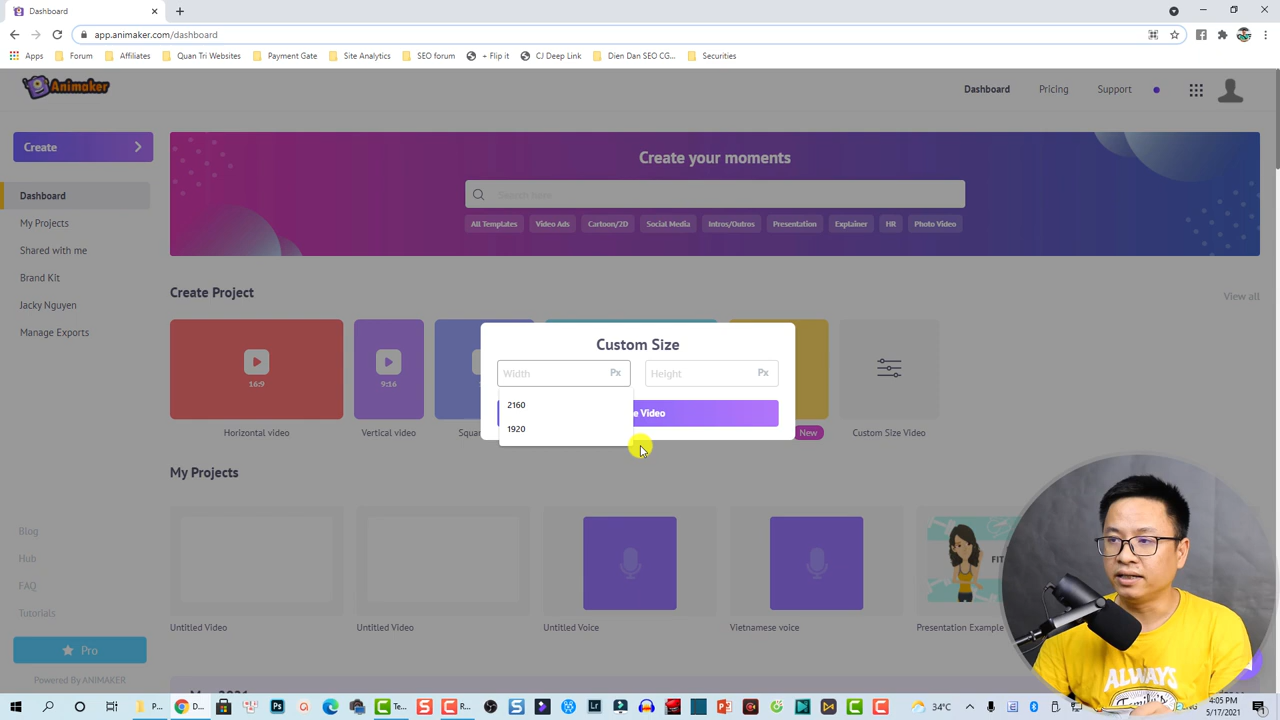 Dashboard
app.animaker.com/dashboard
Apps Forum Affiliates Quan Tri Websites Payment Gate Site Analytics SEO forum + Flip it CJ Deep Link Dien Dan SEO CG... Securities
Animaker
Dashboard Pricing Support
Create
Create your moments
Search here
All Templates Video Ads Cartoon/2D Social Media Intros/Outros Presentation Explainer HR Photo Video
Dashboard
My Projects
Shared with me
Brand Kit
Jacky Nguyen
Manage Exports
Create Project
View all
16:9
9:16
Custom Size
Width Px Height Px
2160
1920
e Video
Horizontal video Vertical video Squa New Custom Size Video
My Projects
FIT
Untitled Video Untitled Video Untitled Voice Vietnamese voice Presentation Example
Blog
Hub
FAQ
Tutorials
Pro
Powered By ANIMAKER
ALWAYS
P... D... Te... R...
34°C
4:05 PM
5/17/2021